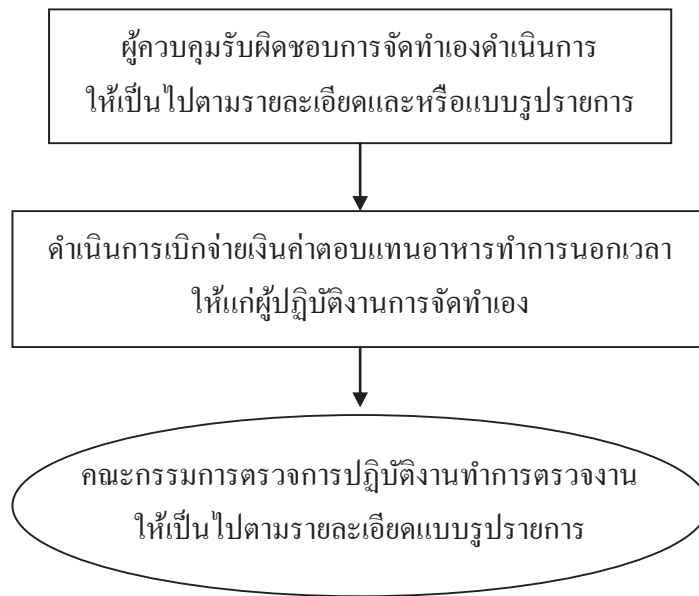 ผู้ควบคุมรับผิดชอบการจัดทำเองดำเนินการ
ให้เป็นไปตามรายละเอียดและหรือแบบรูปรายการ
ดำเนินการเบิกจ่ายเงินค่าตอบแทนอาหารทำการนอกเวลา
ให้แก่ผู้ปฏิบัติงานการจัดทำเอง
คณะกรรมการตรวจการปฏิบัติงานทำการตรวจงาน
ให้เป็นไปตามรายละเอียดแบบรูปรายการ